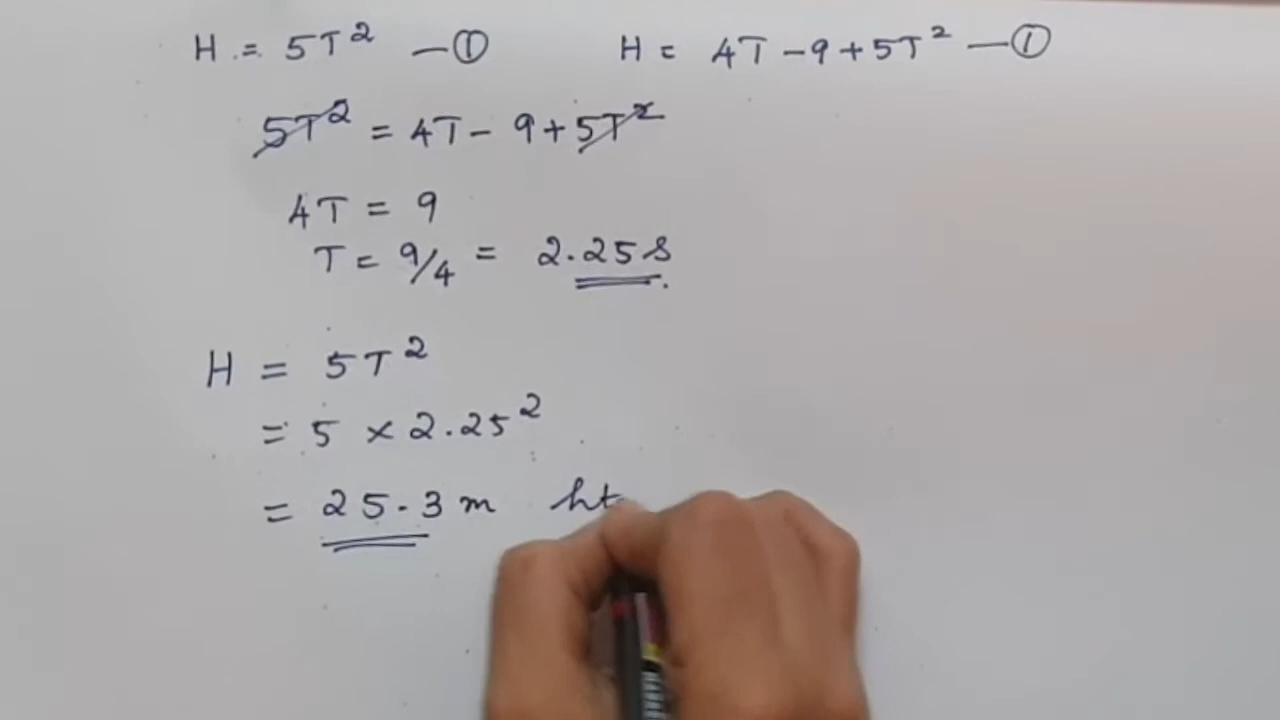 H = 5T² — ① H = 4T - 9 + 5T² — ①
5T² = 4T - 9 + 5T²
4T = 9
T = 9/4 = 2.25 s.
H = 5T²
= 5 × 2.25²
= 25.3 m ht